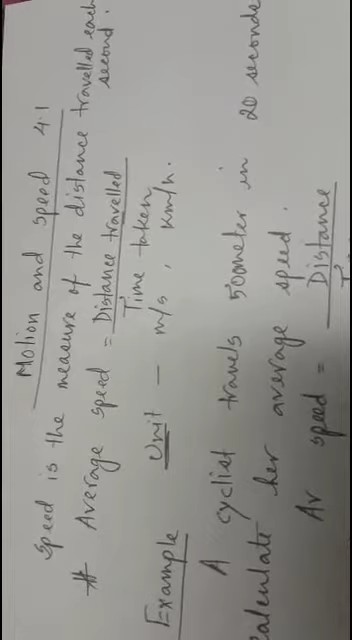 Motion and speed 4.1
Speed is the measure of the distance travelled each
second.
# Average speed = Distance travelled
Time taken
Unit - m/s, Km/h.
Example
A cyclist travels 500meter in 20 seconds
calculate her average speed.
Av speed = Distance